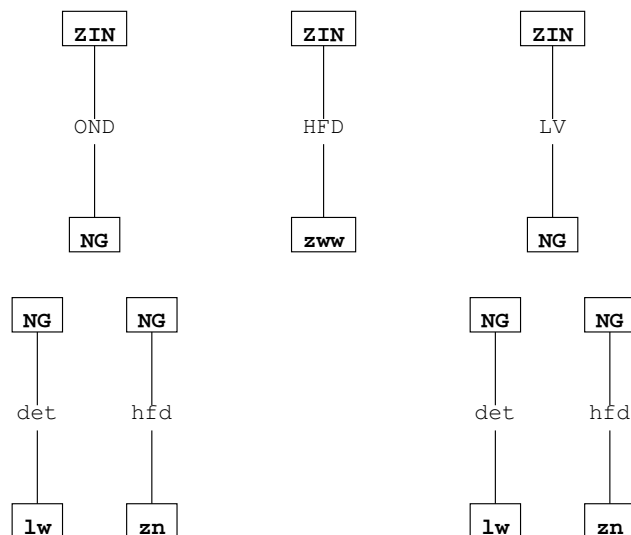 ZIN ZIN ZIN
OND HFD LV
NG zww NG
NG NG NG NG
det hfd det hfd
lw zn lw zn